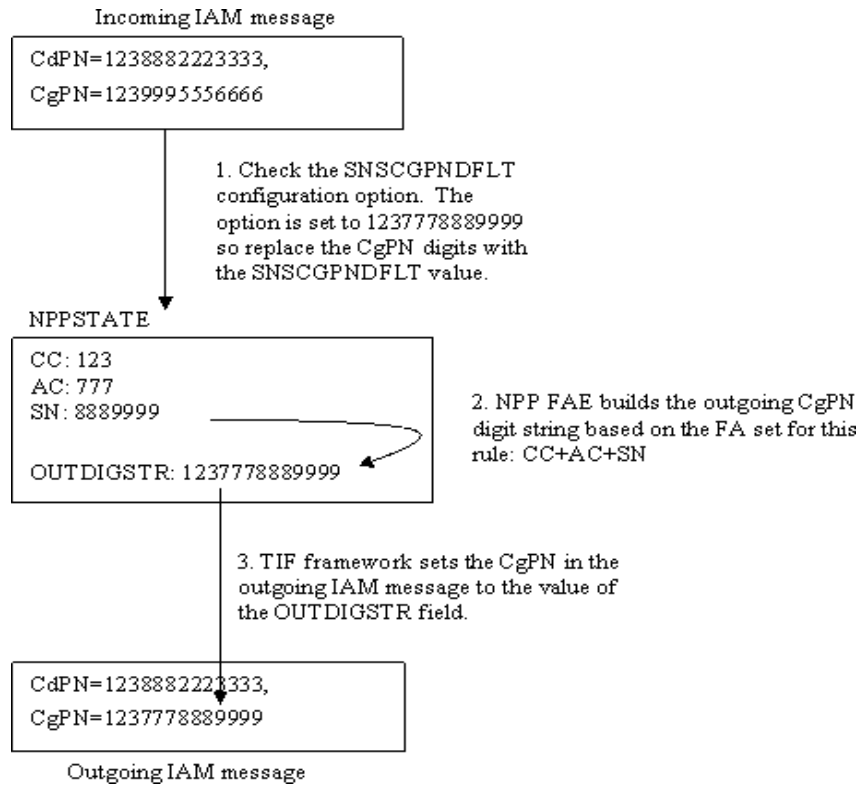 Incoming IAM message
CdPN=1238882223333,
CgPN=1239995556666
1. Check the SNSCGPNDFLT
configuration option. The
option is set to 1237778889999
so replace the CgPN digits with
the SNSCGPNDFLT value.
NPPSTATE
CC: 123
AC: 777
SN: 8889999
OUTDIGSTR: 1237778889999
2. NPP FAE builds the outgoing CgPN
digit string based on the FA set for this
rule: CC+AC+SN
3. TIF framework sets the CgPN in the
outgoing IAM message to the value of
the OUTDIGSTR field.
CdPN=1238882223333,
CgPN=1237778889999
Outgoing IAM message